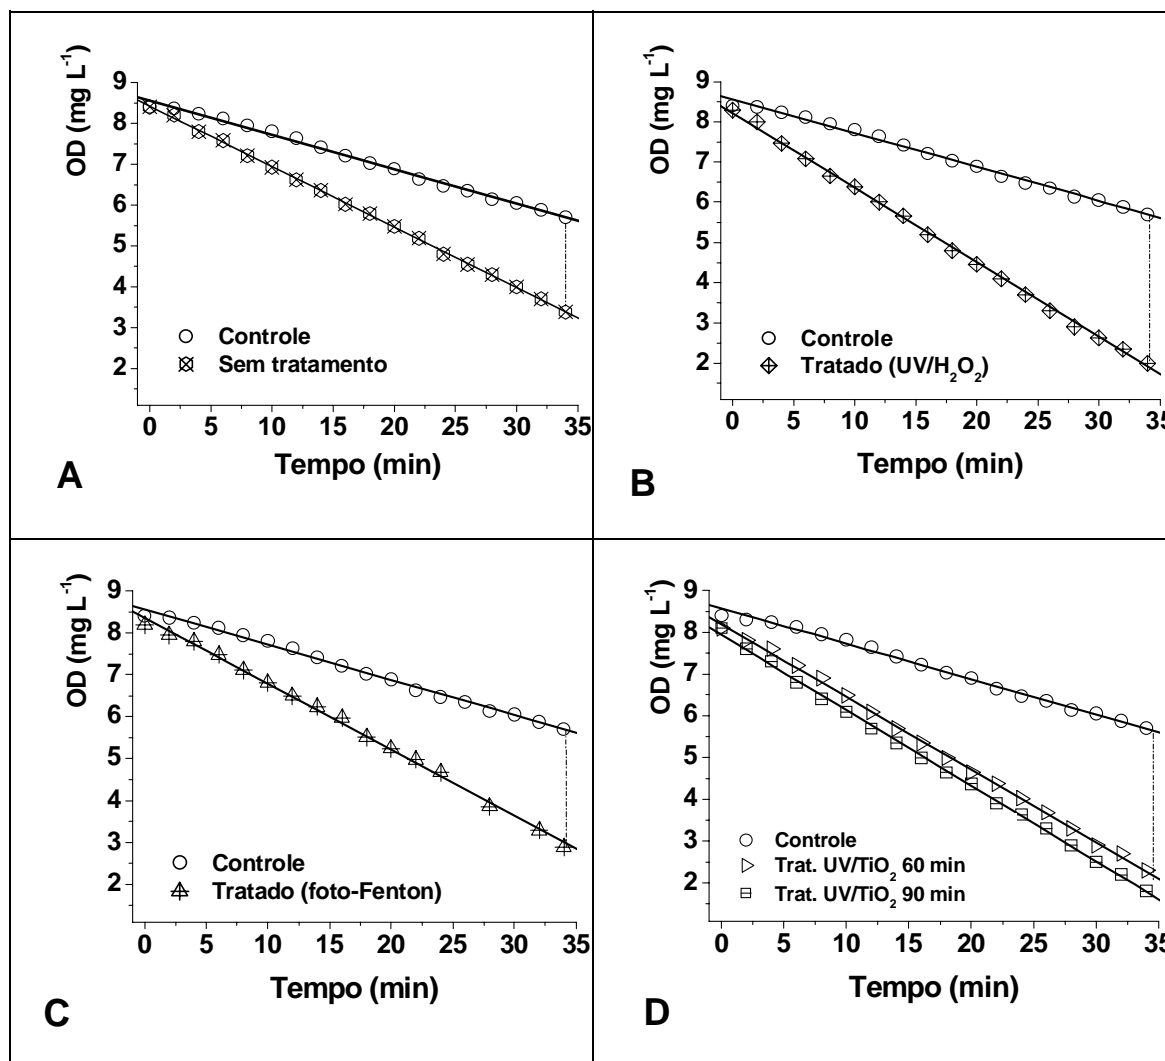 OD (mg L⁻¹)
9
8
7
6
5
4
3
2
Controle
Sem tratamento
0 5 10 15 20 25 30 35
Tempo (min)
A
OD (mg L⁻¹)
9
8
7
6
5
4
3
2
Controle
Tratado (UV/H₂O₂)
0 5 10 15 20 25 30 35
Tempo (min)
B
OD (mg L⁻¹)
9
8
7
6
5
4
3
2
Controle
Tratado (foto-Fenton)
0 5 10 15 20 25 30 35
Tempo (min)
C
OD (mg L⁻¹)
9
8
7
6
5
4
3
2
Controle
Trat. UV/TiO₂ 60 min
Trat. UV/TiO₂ 90 min
0 5 10 15 20 25 30 35
Tempo (min)
D